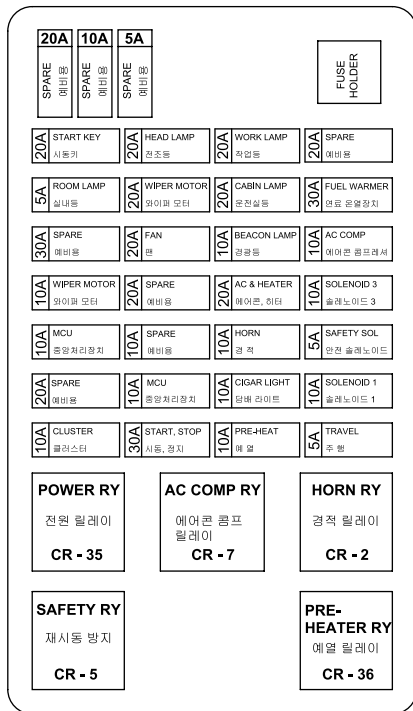 20A 10A 5A
SPARE 예비용 SPARE 예비용 SPARE 예비용
FUSE
HOLDER
20A START KEY 시동키
20A HEAD LAMP 전조등
20A WORK LAMP 작업등
20A SPARE 예비용
5A ROOM LAMP 실내등
20A WIPER MOTOR 와이퍼 모터
20A CABIN LAMP 운전실등
30A FUEL WARMER 연료 온열장치
30A SPARE 예비용
20A FAN 팬
10A BEACON LAMP 경광등
10A AC COMP 에어콘 콤프레셔
10A WIPER MOTOR 와이퍼 모터
20A SPARE 예비용
20A AC & HEATER 에어콘, 히터
10A SOLENOID 3 솔레노이드 3
10A MCU 중앙처리장치
10A SPARE 예비용
10A HORN 경 적
5A SAFETY SOL 안전 솔레노이드
20A SPARE 예비용
10A MCU 중앙처리장치
10A CIGAR LIGHT 담배 라이트
10A SOLENOID 1 솔레노이드 1
10A CLUSTER 클러스터
30A START, STOP 시동, 정지
10A PRE-HEAT 예 열
5A TRAVEL 주 행
POWER RY
전원 릴레이
CR - 35
AC COMP RY
에어콘 콤프
릴레이
CR - 7
HORN RY
경적 릴레이
CR - 2
SAFETY RY
재시동 방지
CR - 5
PRE-
HEATER RY
예열 릴레이
CR - 36